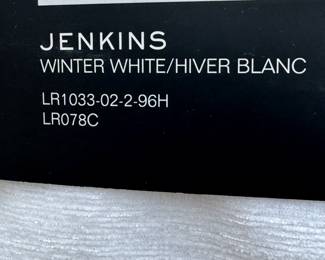 JENKINS
WINTER WHITE/HIVER BLANC
LR1033-02-2-96H
LR078C